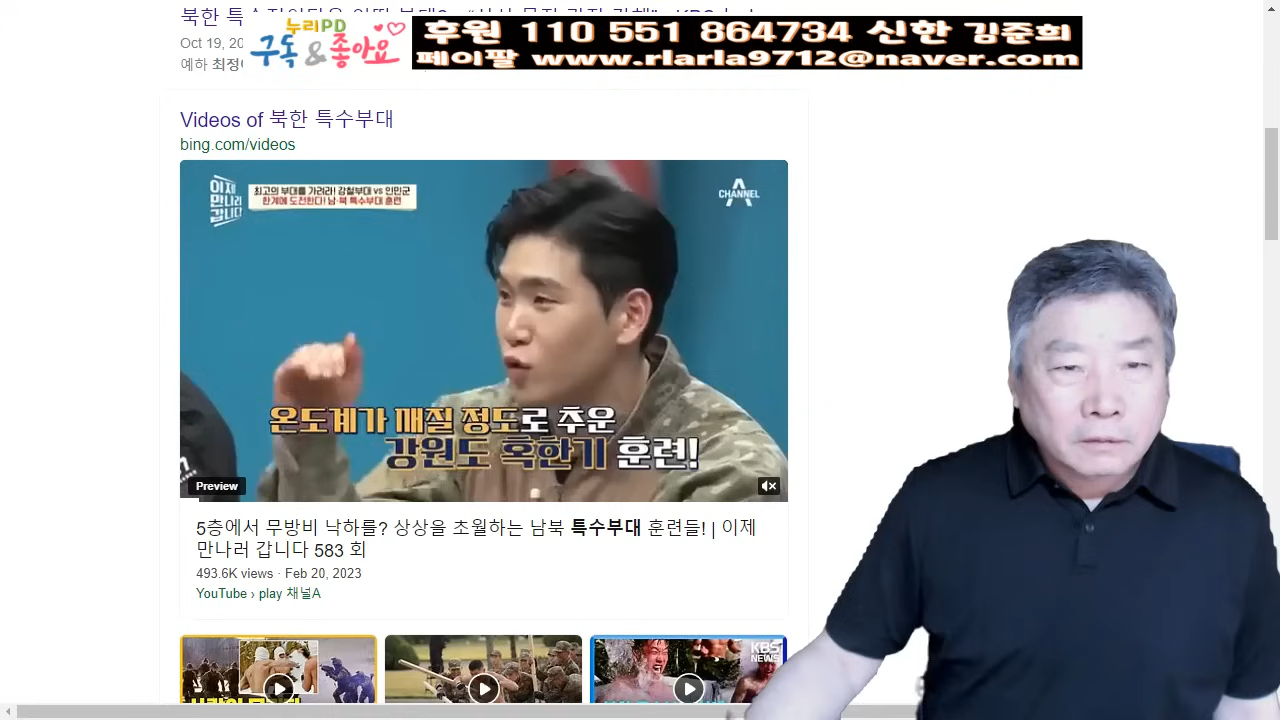 누리PD
구독 & 좋아요
후원 110 551 864734 신한 김준희
페이팔 www.rlarla9712@naver.com
Oct 19, 20
예하 최정
Videos of 북한 특수부대
bing.com/videos
이제
만나러
갑니다
최고의 부대를 가려라! 강철부대 vs 인민군
한계에 도전한다! 남·북 특수부대 훈련
CHANNEL A
온도계가 깨질 정도로 추운
강원도 혹한기 훈련!
Preview
5층에서 무방비 낙하를? 상상을 초월하는 남북 특수부대 훈련들! | 이제
만나러 갑니다 583 회
493.6K views · Feb 20, 2023
YouTube › play 채널A
KBS
NEWS